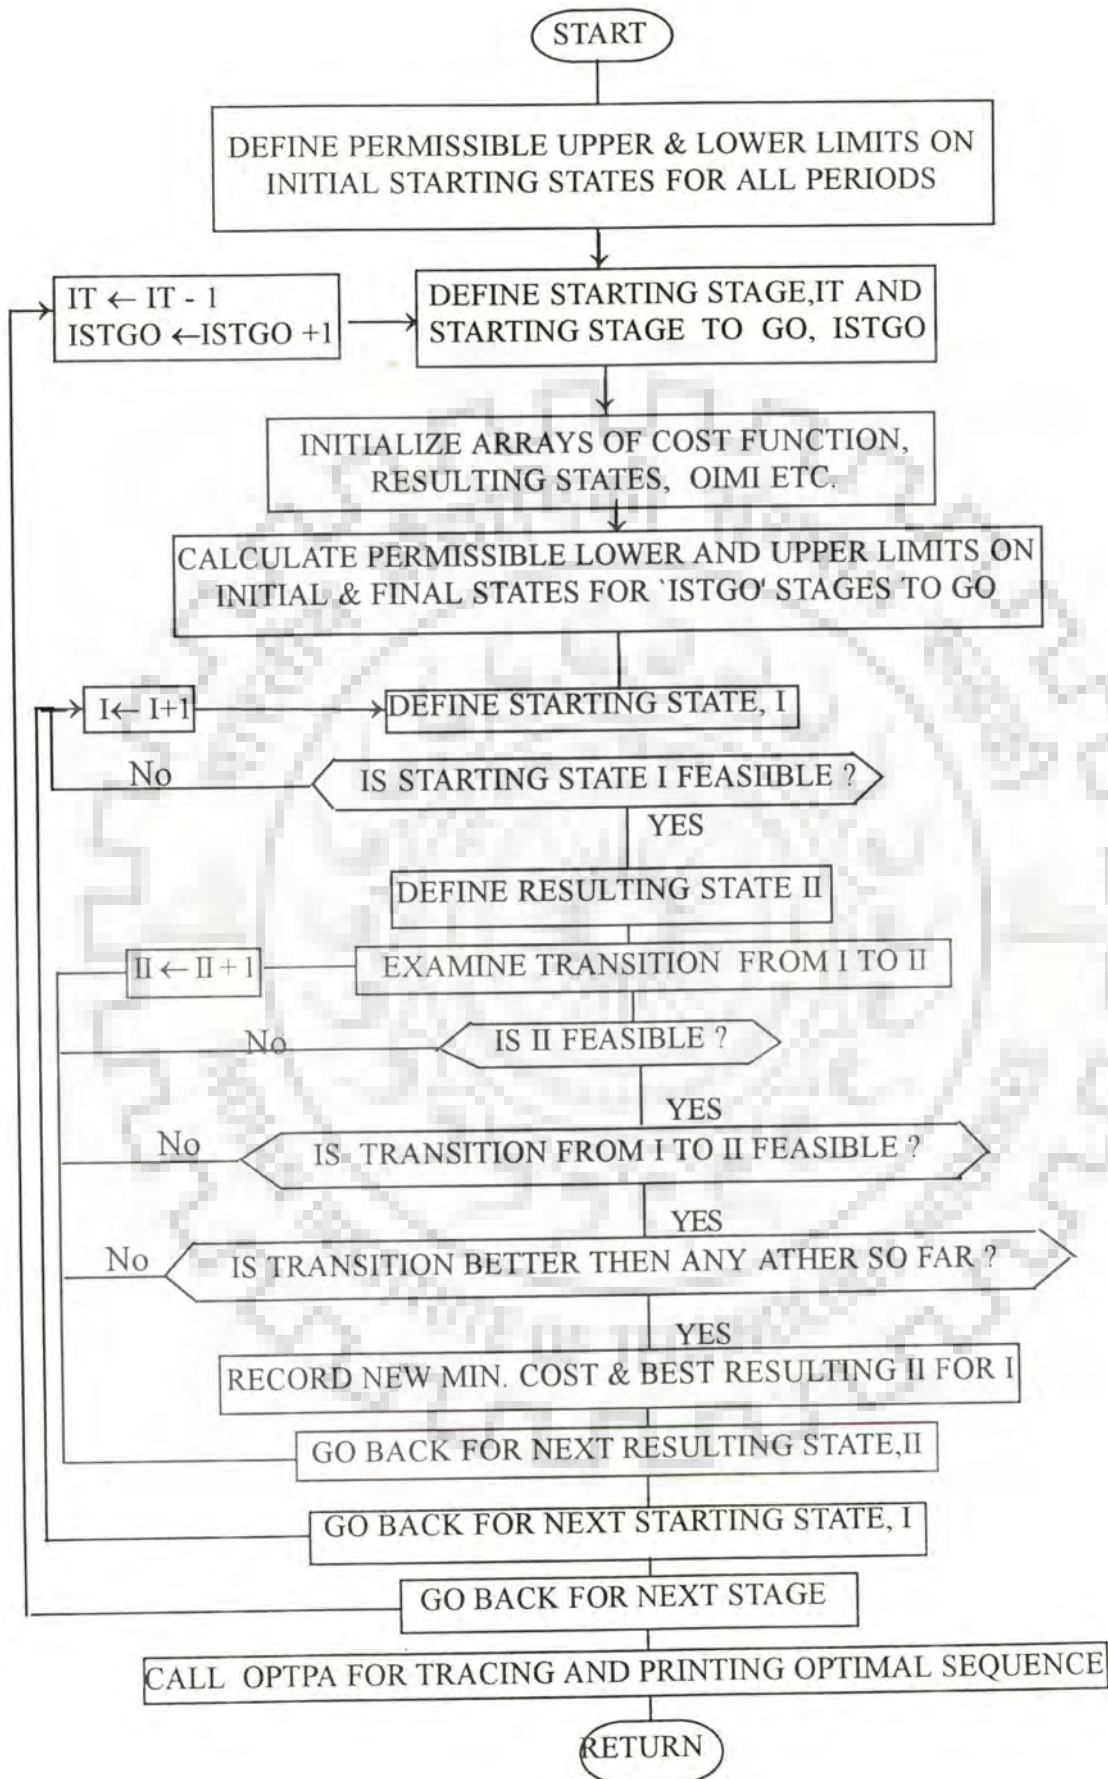 START
DEFINE PERMISSIBLE UPPER & LOWER LIMITS ON
INITIAL STARTING STATES FOR ALL PERIODS
IT ← IT - 1
ISTGO ←ISTGO +1
DEFINE STARTING STAGE,IT AND
STARTING STAGE TO GO, ISTGO
INITIALIZE ARRAYS OF COST FUNCTION,
RESULTING STATES, OIMI ETC.
CALCULATE PERMISSIBLE LOWER AND UPPER LIMITS ON
INITIAL & FINAL STATES FOR `ISTGO' STAGES TO GO
I← I+1
DEFINE STARTING STATE, I
No
IS STARTING STATE I FEASIIBLE ?
YES
DEFINE RESULTING STATE II
II ← II + 1
EXAMINE TRANSITION FROM I TO II
No
IS II FEASIBLE ?
YES
No
IS TRANSITION FROM I TO II FEASIBLE ?
YES
No
IS TRANSITION BETTER THEN ANY ATHER SO FAR ?
YES
RECORD NEW MIN. COST & BEST RESULTING II FOR I
GO BACK FOR NEXT RESULTING STATE,II
GO BACK FOR NEXT STARTING STATE, I
GO BACK FOR NEXT STAGE
CALL OPTPA FOR TRACING AND PRINTING OPTIMAL SEQUENCE
RETURN